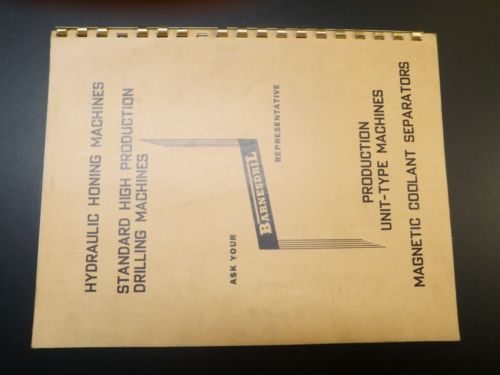 HYDRAULIC HONING MACHINES
STANDARD HIGH PRODUCTION
DRILLING MACHINES
ASK YOUR
BARNESDRIL
REPRESENTATIVE
PRODUCTION
UNIT-TYPE MACHINES
MAGNETIC COOLANT SEPARATORS